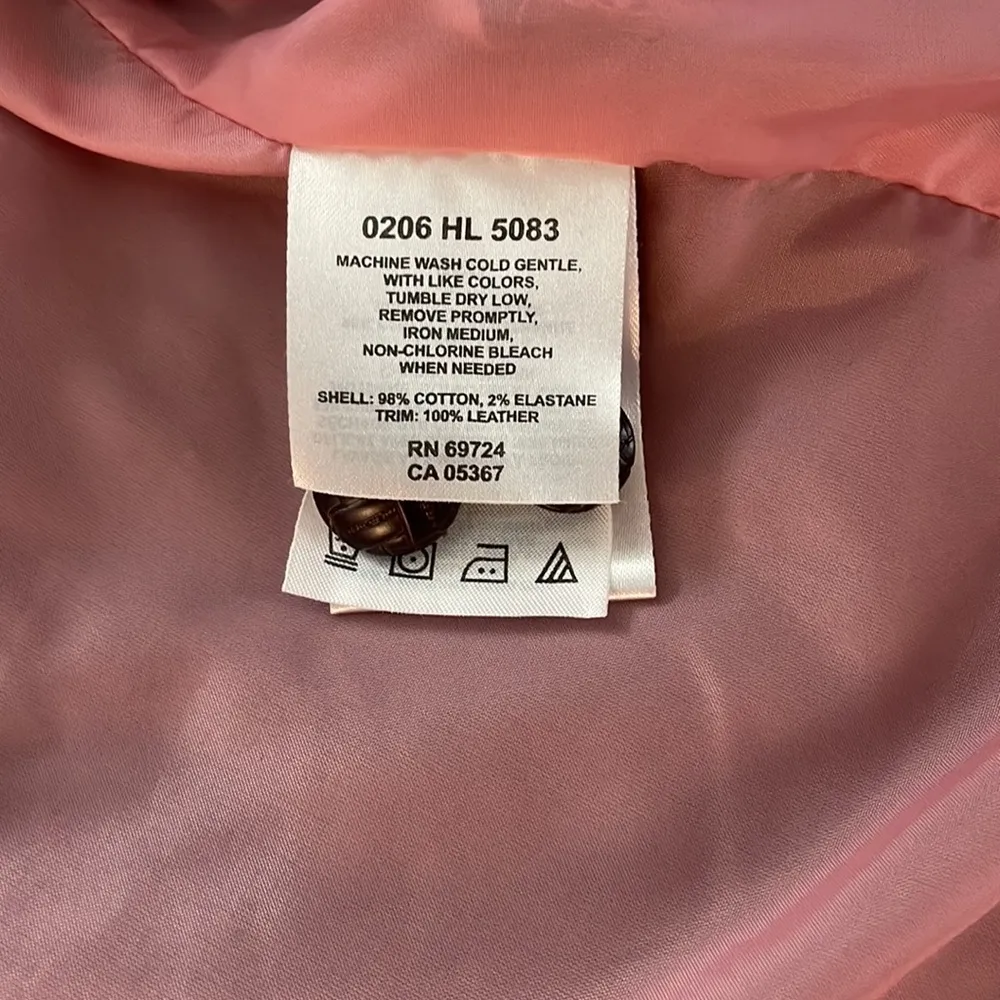 0206 HL 5083
MACHINE WASH COLD GENTLE,
WITH LIKE COLORS,
TUMBLE DRY LOW,
REMOVE PROMPTLY,
IRON MEDIUM,
NON-CHLORINE BLEACH
WHEN NEEDED
SHELL: 98% COTTON, 2% ELASTANE
TRIM: 100% LEATHER
RN 69724
CA 05367